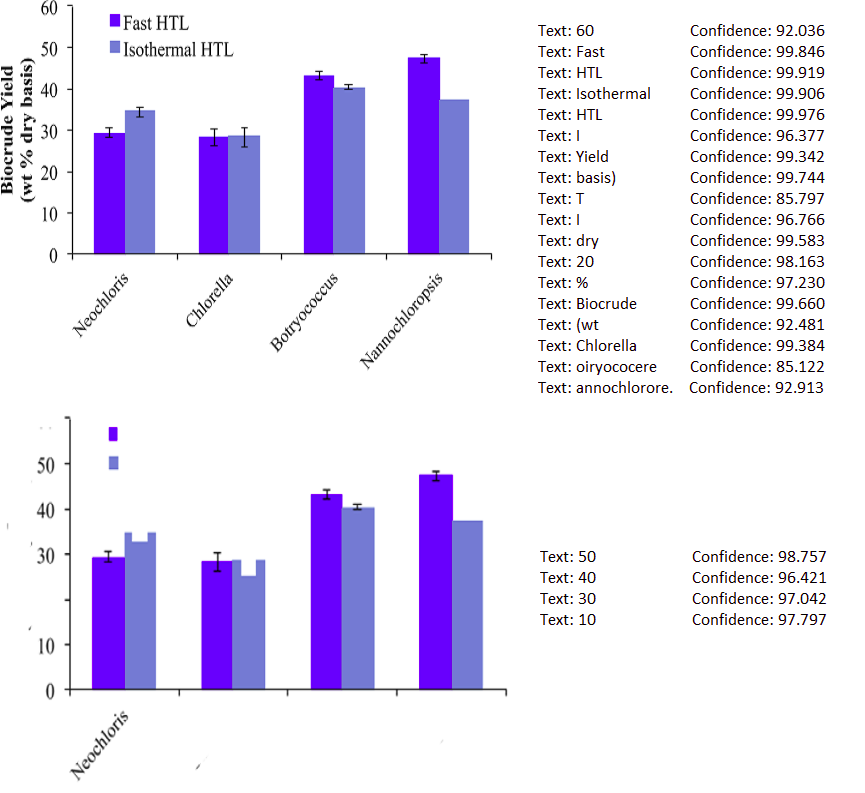 60
Fast HTL
Isothermal HTL
50
40
30
20
10
0
Biocrude Yield
(wt % dry basis)
Neochloris
Chlorella
Botryococcus
Nannochloropsis
Text: 60 Confidence: 92.036
Text: Fast Confidence: 99.846
Text: HTL Confidence: 99.919
Text: Isothermal Confidence: 99.906
Text: HTL Confidence: 99.976
Text: I Confidence: 96.377
Text: Yield Confidence: 99.342
Text: basis) Confidence: 99.744
Text: T Confidence: 85.797
Text: I Confidence: 96.766
Text: dry Confidence: 99.583
Text: 20 Confidence: 98.163
Text: % Confidence: 97.230
Text: Biocrude Confidence: 99.660
Text: (wt Confidence: 92.481
Text: Chlorella Confidence: 99.384
Text: oiryococere Confidence: 85.122
Text: annochlorore. Confidence: 92.913
50
40
30
10
0
Neochloris
Text: 50 Confidence: 98.757
Text: 40 Confidence: 96.421
Text: 30 Confidence: 97.042
Text: 10 Confidence: 97.797